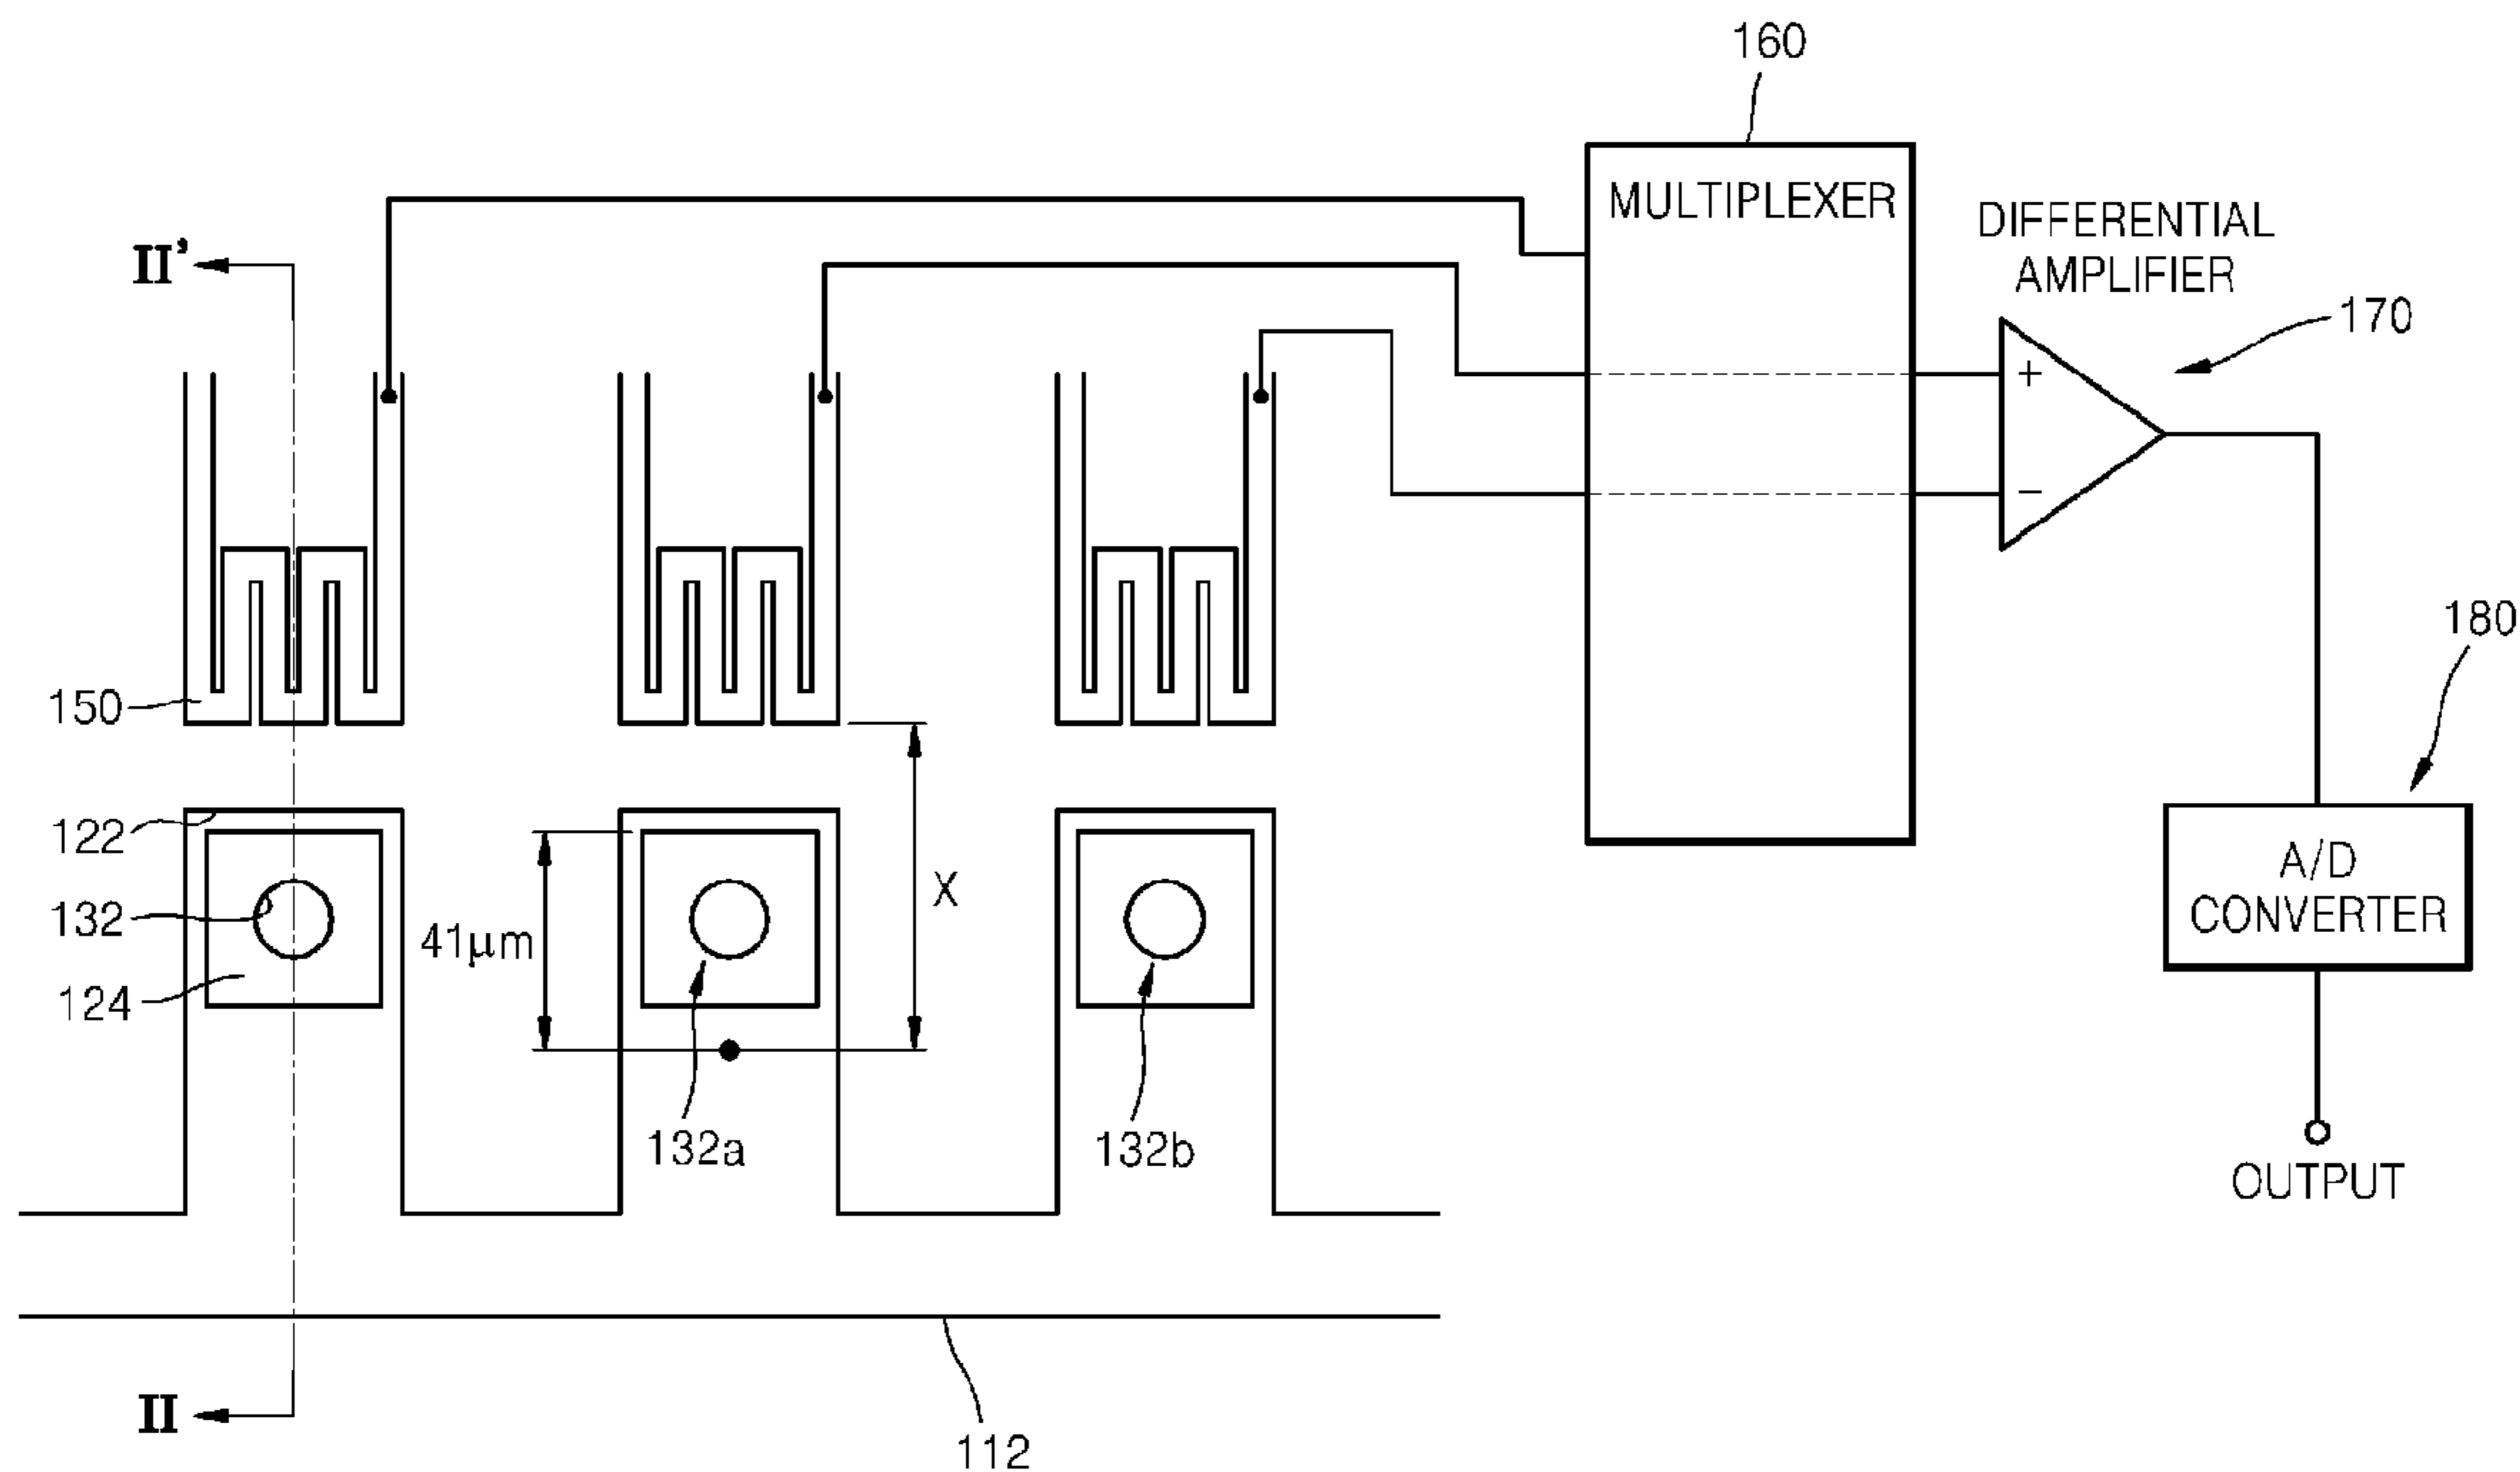 160
MULTIPLEXER
DIFFERENTIAL
AMPLIFIER
II’
170
+
−
180
150
122
132
124
41μm
X
A/D
CONVERTER
132a
132b
OUTPUT
II
112